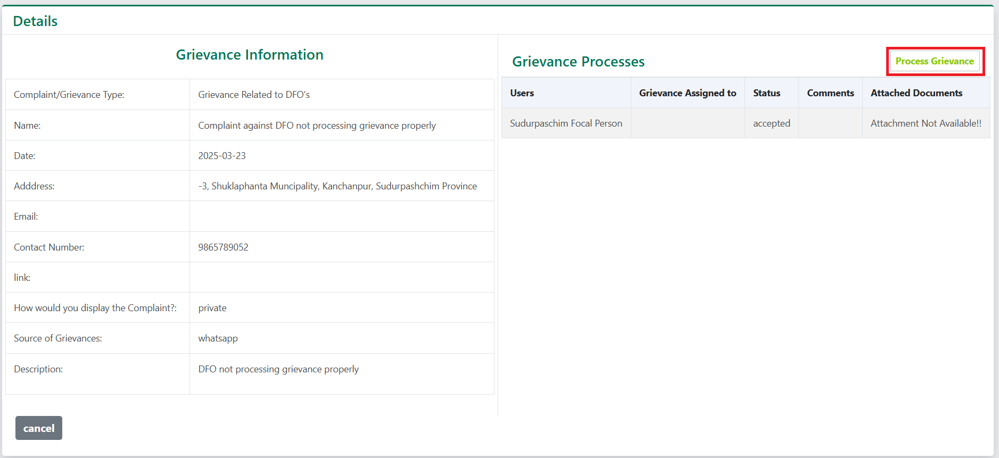 Details
Grievance Information
Complaint/Grievance Type: Grievance Related to DFO's
Name: Complaint against DFO not processing grievance properly
Date: 2025-03-23
Adddress: -3, Shuklaphanta Muncipality, Kanchanpur, Sudurpashchim Province
Email:
Contact Number: 9865789052
link:
How would you display the Complaint?: private
Source of Grievances: whatsapp
Description: DFO not processing grievance properly
cancel
Grievance Processes
Process Grievance
Users Grievance Assigned to Status Comments Attached Documents
Sudurpaschim Focal Person accepted Attachment Not Available!!